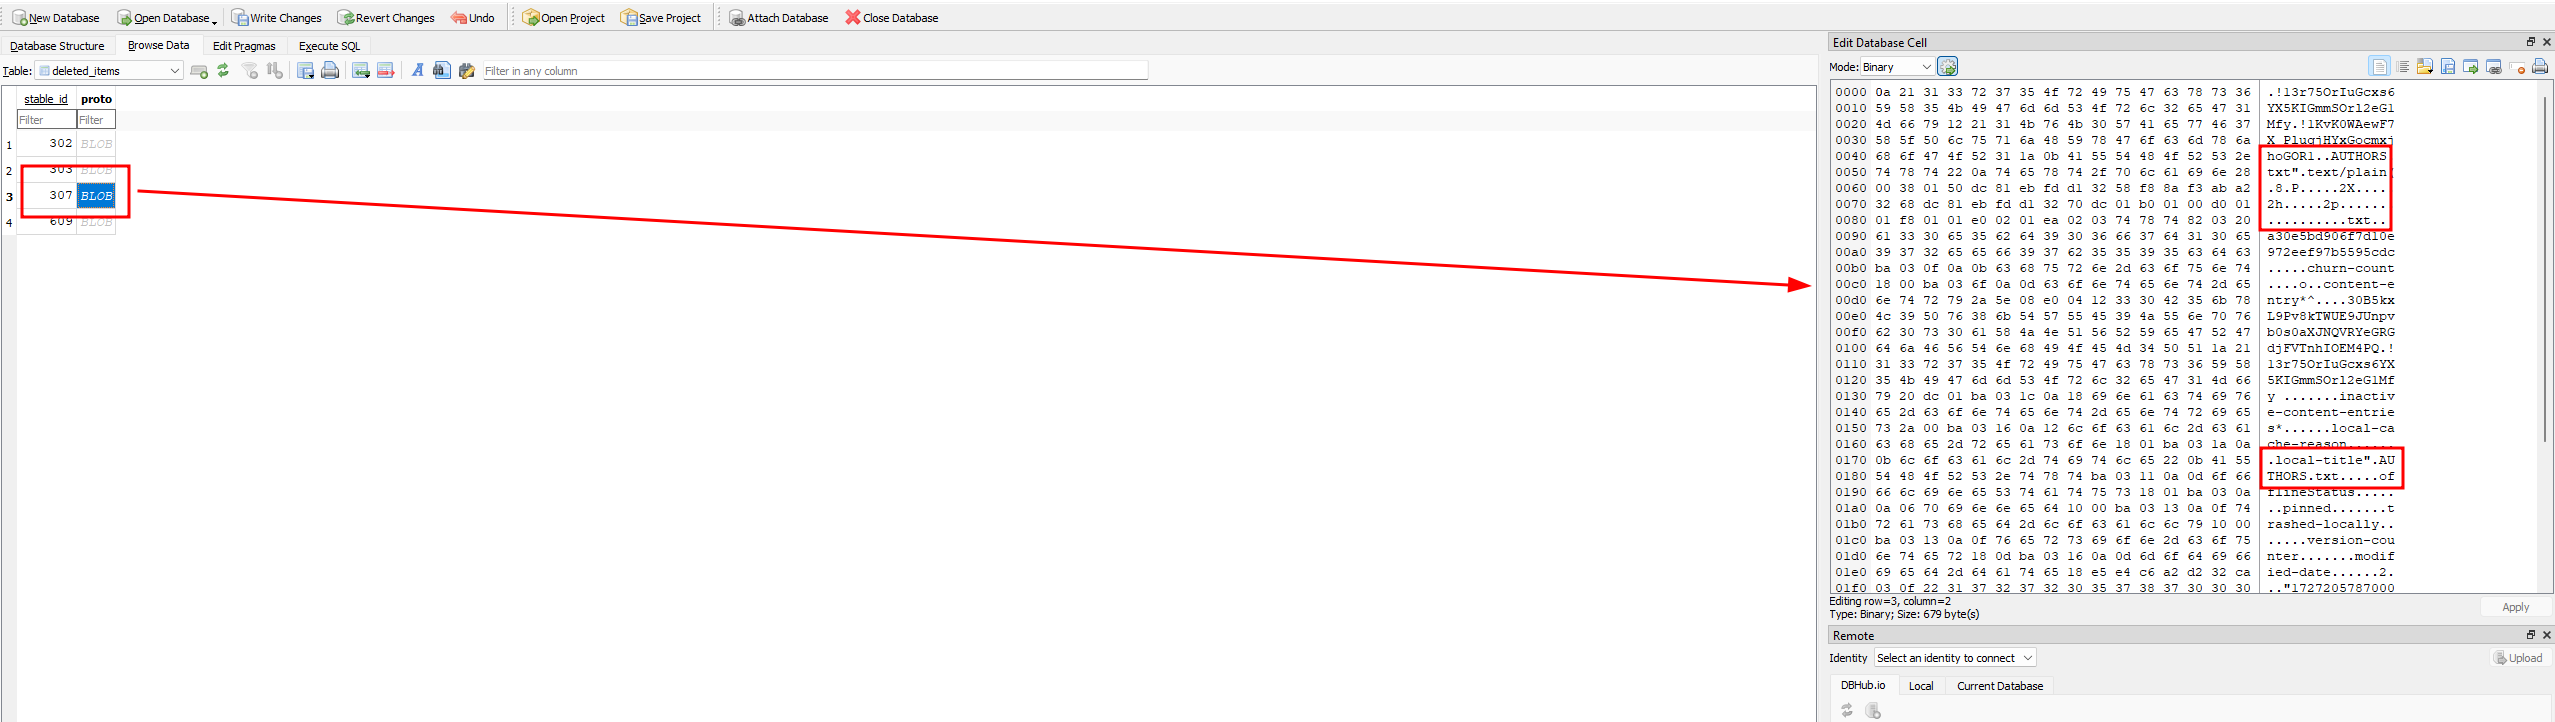 New Database Open Database Write Changes Revert Changes Undo Open Project Save Project Attach Database Close Database
Database Structure Browse Data Edit Pragmas Execute SQL
Table: deleted_items Filter in any column
stable_id proto
Filter Filter
1 302 BLOB
2 303 BLOB
3 307 BLOB
4 609 BLOB
Edit Database Cell
Mode: Binary
0000 0a 21 31 33 72 37 35 4f 72 49 75 47 63 78 73 36 .!13r75OrIuGcxs6
0010 59 58 35 4b 49 47 6d 6d 53 4f 72 6c 32 65 47 31 YX5KIGmmSOrl2eG1
0020 4d 66 79 12 21 31 4b 76 4b 30 57 41 65 77 46 37 Mfy.!1KvK0WAewF7
0030 58 5f 50 6c 75 71 6a 48 59 78 47 6f 63 6d 78 6a X_PluqjHYxGocmxj
0040 68 6f 47 4f 52 31 1a 0b 41 55 54 48 4f 52 53 2e hoGOR1..AUTHORS
0050 74 78 74 22 0a 74 65 78 74 2f 70 6c 61 69 6e 28 txt".text/plain(
0060 00 38 01 50 dc 81 eb fd d1 32 58 f8 8a f3 ab a2 .8.P.....2X....
0070 32 68 dc 81 eb fd d1 32 70 dc 01 b0 01 00 d0 01 2h.....2p......
0080 01 f8 01 01 e0 02 01 ea 02 03 74 78 74 82 03 20 ..........txt..
0090 61 33 30 65 35 62 64 39 30 36 66 37 64 31 30 65 a30e5bd906f7d10e
00a0 39 37 32 65 65 66 39 37 62 35 35 39 35 63 64 63 972eef97b5595cdc
00b0 ba 03 0f 0a 0b 63 68 75 72 6e 2d 63 6f 75 6e 74 .....churn-count
00c0 18 00 ba 03 6f 0a 0d 63 6f 6e 74 65 6e 74 2d 65 ....o..content-e
00d0 6e 74 72 79 2a 5e 08 e0 04 12 33 30 42 35 6b 78 ntry*^....30B5kx
00e0 4c 39 50 76 38 6b 54 57 55 45 39 4a 55 6e 70 76 L9Pv8kTWUE9JUnpv
00f0 62 30 73 30 61 58 4a 4e 51 56 52 59 65 47 52 47 b0s0aXJNQVRYeGRG
0100 64 6a 46 56 54 6e 68 49 4f 45 4d 34 50 51 1a 21 djFVTnhIOEM4PQ.!
0110 31 33 72 37 35 4f 72 49 75 47 63 78 73 36 59 58 13r75OrIuGcxs6YX
0120 35 4b 49 47 6d 6d 53 4f 72 6c 32 65 47 31 4d 66 5KIGmmSOrl2eG1Mf
0130 79 20 dc 01 ba 03 1c 0a 18 69 6e 61 63 74 69 76 y .......inactiv
0140 65 2d 63 6f 6e 74 65 6e 74 2d 65 6e 74 72 69 65 e-content-entrie
0150 73 2a 00 ba 03 16 0a 12 6c 6f 63 61 6c 2d 63 61 s*......local-ca
0160 63 68 65 2d 72 65 61 73 6f 6e 18 01 ba 03 1a 0a che-reason......
0170 0b 6c 6f 63 61 6c 2d 74 69 74 6c 65 22 0b 41 55 .local-title".AU
0180 54 48 4f 52 53 2e 74 78 74 ba 03 11 0a 0d 6f 66 THORS.txt.....of
0190 66 6c 69 6e 65 53 74 61 74 75 73 18 01 ba 03 0a flineStatus.....
01a0 0a 06 70 69 6e 6e 65 64 10 00 ba 03 13 0a 0f 74 ..pinned.......t
01b0 72 61 73 68 65 64 2d 6c 6f 63 61 6c 6c 79 10 00 rashed-locally..
01c0 ba 03 13 0a 0f 76 65 72 73 69 6f 6e 2d 63 6f 75 .....version-cou
01d0 6e 74 65 72 18 0d ba 03 16 0a 0d 6d 6f 64 69 66 nter.......modif
01e0 69 65 64 2d 64 61 74 65 18 e5 e4 c6 a2 d2 32 ca ied-date......2.
01f0 03 0f 22 31 37 32 37 32 30 35 37 38 37 30 30 30 .."1727205787000
Editing row=3, column=2
Type: Binary; Size: 679 byte(s)
Apply
Remote
Identity Select an identity to connect Upload
DBHub.io Local Current Database